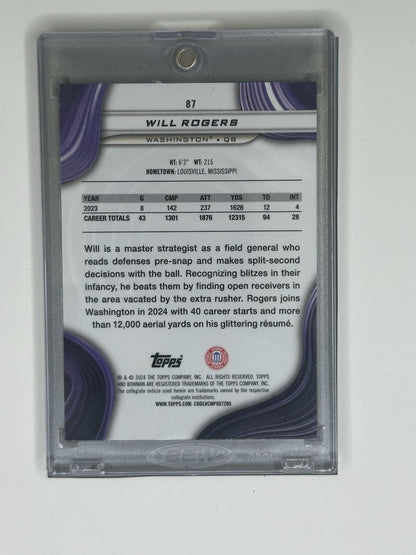 87
WILL ROGERS
WASHINGTON • QB
HT: 6'2" WT: 215
HOMETOWN: LOUISVILLE, MISSISSIPPI
YEAR G CMP ATT YDS TD INT
2023 8 142 237 1626 12 4
CAREER TOTALS 43 1301 1876 12315 94 28
Will is a master strategist as a field general who
reads defenses pre-snap and makes split-second
decisions with the ball. Recognizing blitzes in their
infancy, he beats them by finding open receivers in
the area vacated by the extra rusher. Rogers joins
Washington in 2024 with 40 career starts and more
than 12,000 aerial yards on his glittering résumé.
Topps
® & © 2024 THE TOPPS COMPANY, INC. ALL RIGHTS RESERVED. TOPPS
AND BOWMAN ARE REGISTERED TRADEMARKS OF THE TOPPS COMPANY, INC.
The collegiate indicia used herein are trademarks owned by the respective
collegiate institutions.
WWW.TOPPS.COM. CODE#CMP067200